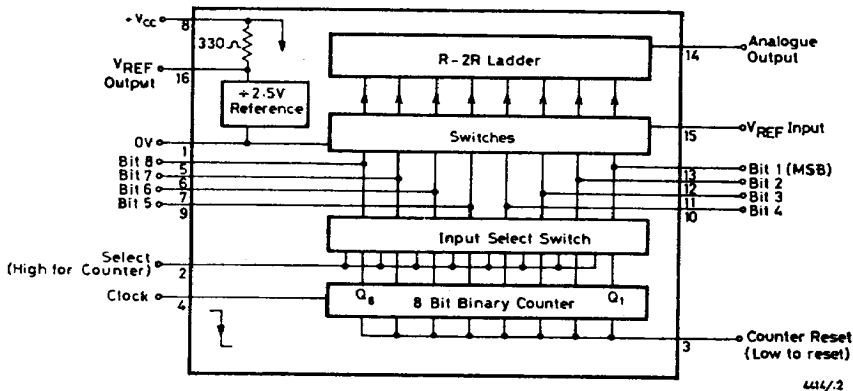 +Vcc
8
330
VREF
Output
16
+2.5V
Reference
R-2R Ladder
14
Analogue
Output
Switches
15
VREF Input
0V
1
Bit 8
5
Bit 7
6
Bit 6
7
Bit 5
9
Bit 1 (MSB)
13
Bit 2
12
Bit 3
11
Bit 4
10
Input Select Switch
Select
(High for Counter)
2
Clock
4
Q8
8 Bit Binary Counter
Q1
3
Counter Reset
(Low to reset)
4414/2